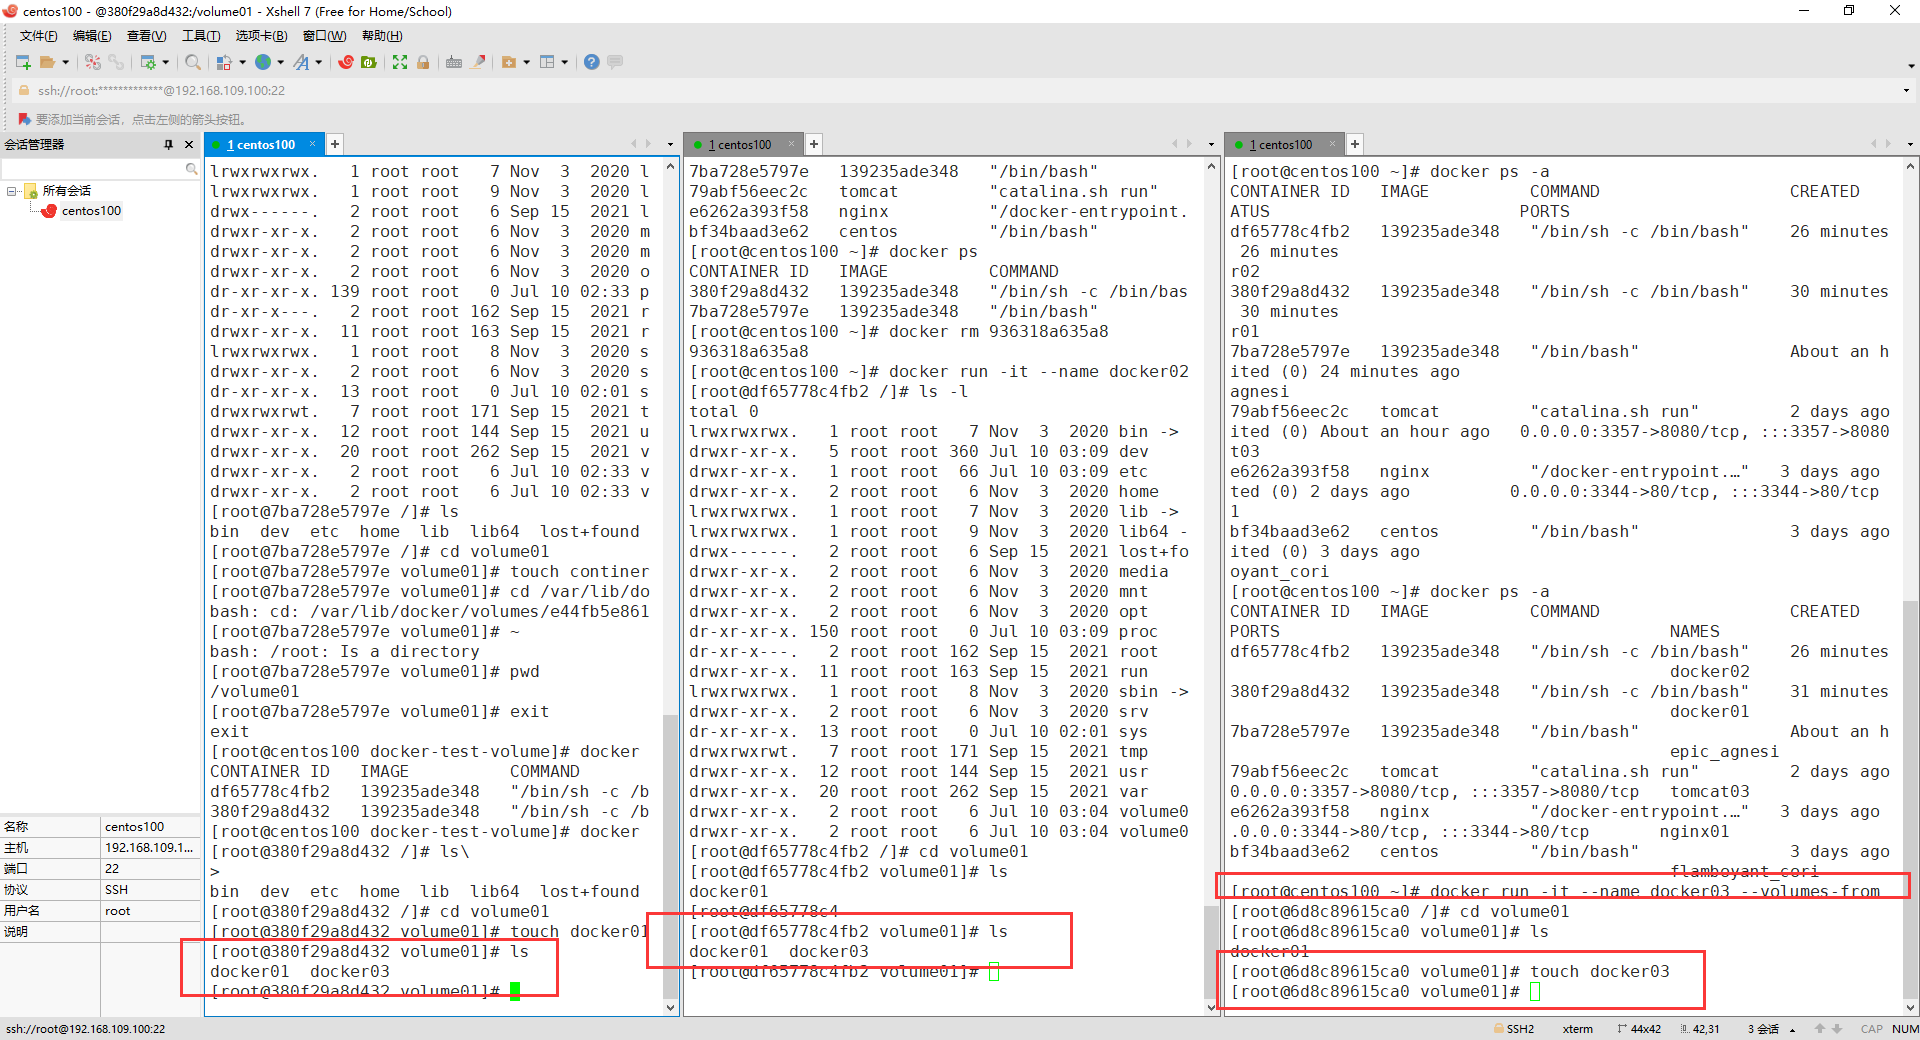 centos100 - @380f29a8d432:/volume01 - Xshell 7 (Free for Home/School)
文件(F) 编辑(E) 查看(V) 工具(T) 选项卡(B) 窗口(W) 帮助(H)
ssh://root:*************@192.168.109.100:22
要添加当前会话，点击左侧的箭头按钮。
会话管理器
所有会话
centos100
名称 centos100
主机 192.168.109.1...
端口 22
协议 SSH
用户名 root
说明
1 centos100
lrwxrwxrwx.   1 root root   7 Nov  3  2020 l
lrwxrwxrwx.   1 root root   9 Nov  3  2020 l
drwx------.   2 root root   6 Sep 15  2021 l
drwxr-xr-x.   2 root root   6 Nov  3  2020 m
drwxr-xr-x.   2 root root   6 Nov  3  2020 m
drwxr-xr-x.   2 root root   6 Nov  3  2020 o
dr-xr-xr-x. 139 root root   0 Jul 10 02:33 p
dr-xr-x---.   2 root root 162 Sep 15  2021 r
drwxr-xr-x.  11 root root 163 Sep 15  2021 r
lrwxrwxrwx.   1 root root   8 Nov  3  2020 s
drwxr-xr-x.   2 root root   6 Nov  3  2020 s
dr-xr-xr-x.  13 root root   0 Jul 10 02:01 s
drwxrwxrwt.   7 root root 171 Sep 15  2021 t
drwxr-xr-x.  12 root root 144 Sep 15  2021 u
drwxr-xr-x.  20 root root 262 Sep 15  2021 v
drwxr-xr-x.   2 root root   6 Jul 10 02:33 v
drwxr-xr-x.   2 root root   6 Jul 10 02:33 v
[root@7ba728e5797e /]# ls
bin  dev  etc  home  lib  lib64  lost+found
[root@7ba728e5797e /]# cd volume01
[root@7ba728e5797e volume01]# touch continer
[root@7ba728e5797e volume01]# cd /var/lib/do
bash: cd: /var/lib/docker/volumes/e44fb5e861
[root@7ba728e5797e volume01]# ~
bash: /root: Is a directory
[root@7ba728e5797e volume01]# pwd
/volume01
[root@7ba728e5797e volume01]# exit
exit
[root@centos100 docker-test-volume]# docker
CONTAINER ID   IMAGE          COMMAND
df65778c4fb2   139235ade348   "/bin/sh -c /b
380f29a8d432   139235ade348   "/bin/sh -c /b
[root@centos100 docker-test-volume]# docker
[root@380f29a8d432 /]# ls\
>
bin  dev  etc  home  lib  lib64  lost+found
[root@380f29a8d432 /]# cd volume01
[root@380f29a8d432 volume01]# touch docker01
[root@380f29a8d432 volume01]# ls
docker01  docker03
[root@380f29a8d432 volume01]#
1 centos100
7ba728e5797e   139235ade348   "/bin/bash"
79abf56eec2c   tomcat         "catalina.sh run"
e6262a393f58   nginx          "/docker-entrypoint.
bf34baad3e62   centos         "/bin/bash"
[root@centos100 ~]# docker ps
CONTAINER ID   IMAGE          COMMAND
380f29a8d432   139235ade348   "/bin/sh -c /bin/bas
7ba728e5797e   139235ade348   "/bin/bash"
[root@centos100 ~]# docker rm 936318a635a8
936318a635a8
[root@centos100 ~]# docker run -it --name docker02
[root@df65778c4fb2 /]# ls -l
total 0
lrwxrwxrwx.   1 root root   7 Nov  3  2020 bin ->
drwxr-xr-x.   5 root root 360 Jul 10 03:09 dev
drwxr-xr-x.   1 root root  66 Jul 10 03:09 etc
drwxr-xr-x.   2 root root   6 Nov  3  2020 home
lrwxrwxrwx.   1 root root   7 Nov  3  2020 lib ->
lrwxrwxrwx.   1 root root   9 Nov  3  2020 lib64 -
drwx------.   2 root root   6 Sep 15  2021 lost+fo
drwxr-xr-x.   2 root root   6 Nov  3  2020 media
drwxr-xr-x.   2 root root   6 Nov  3  2020 mnt
drwxr-xr-x.   2 root root   6 Nov  3  2020 opt
dr-xr-xr-x. 150 root root   0 Jul 10 03:09 proc
dr-xr-x---.   2 root root 162 Sep 15  2021 root
drwxr-xr-x.  11 root root 163 Sep 15  2021 run
lrwxrwxrwx.   1 root root   8 Nov  3  2020 sbin ->
drwxr-xr-x.   2 root root   6 Nov  3  2020 srv
dr-xr-xr-x.  13 root root   0 Jul 10 02:01 sys
drwxrwxrwt.   7 root root 171 Sep 15  2021 tmp
drwxr-xr-x.  12 root root 144 Sep 15  2021 usr
drwxr-xr-x.  20 root root 262 Sep 15  2021 var
drwxr-xr-x.   2 root root   6 Jul 10 03:04 volume0
drwxr-xr-x.   2 root root   6 Jul 10 03:04 volume0
[root@df65778c4fb2 /]# cd volume01
[root@df65778c4fb2 volume01]# ls
docker01
[root@df65778c4
[root@df65778c4fb2 volume01]# ls
docker01  docker03
[root@df65778c4fb2 volume01]#
1 centos100
[root@centos100 ~]# docker ps -a
CONTAINER ID   IMAGE          COMMAND                   CREATED
ATUS                         PORTS
df65778c4fb2   139235ade348   "/bin/sh -c /bin/bash"    26 minutes
 26 minutes
r02
380f29a8d432   139235ade348   "/bin/sh -c /bin/bash"    30 minutes
 30 minutes
r01
7ba728e5797e   139235ade348   "/bin/bash"               About an h
ited (0) 24 minutes ago
agnesi
79abf56eec2c   tomcat         "catalina.sh run"         2 days ago
ited (0) About an hour ago   0.0.0.0:3357->8080/tcp, :::3357->8080
t03
e6262a393f58   nginx          "/docker-entrypoint.…"   3 days ago
ted (0) 2 days ago          0.0.0.0:3344->80/tcp, :::3344->80/tcp
1
bf34baad3e62   centos         "/bin/bash"               3 days ago
ited (0) 3 days ago
oyant_cori
[root@centos100 ~]# docker ps -a
CONTAINER ID   IMAGE          COMMAND                   CREATED
PORTS                                       NAMES
df65778c4fb2   139235ade348   "/bin/sh -c /bin/bash"    26 minutes
                                            docker02
380f29a8d432   139235ade348   "/bin/sh -c /bin/bash"    31 minutes
                                            docker01
7ba728e5797e   139235ade348   "/bin/bash"               About an h
                                            epic_agnesi
79abf56eec2c   tomcat         "catalina.sh run"         2 days ago
0.0.0.0:3357->8080/tcp, :::3357->8080/tcp   tomcat03
e6262a393f58   nginx          "/docker-entrypoint.…"   3 days ago
.0.0.0:3344->80/tcp, :::3344->80/tcp       nginx01
bf34baad3e62   centos         "/bin/bash"               3 days ago
                                            flamboyant_cori
[root@centos100 ~]# docker run -it --name docker03 --volumes-from
[root@6d8c89615ca0 /]# cd volume01
[root@6d8c89615ca0 volume01]# ls
docker01
[root@6d8c89615ca0 volume01]# touch docker03
[root@6d8c89615ca0 volume01]#
ssh://root@192.168.109.100:22
SSH2 xterm 44x42 42,31 3 会话 CAP NUM